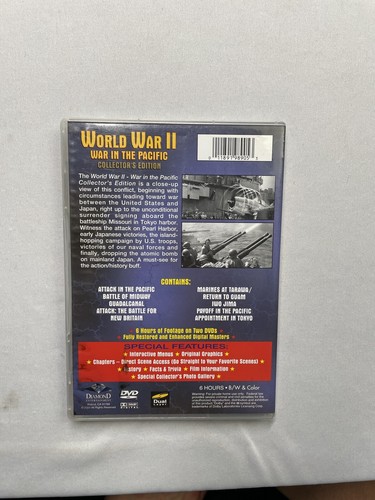 WORLD WAR II
WAR IN THE PACIFIC
COLLECTOR'S EDITION
The World War II - War in the Pacific
Collector's Edition is a close-up
view of this conflict, beginning with
circumstances leading toward war
between the United States and
Japan, right up to the unconditional
surrender signing aboard the
battleship Missouri in Tokyo harbor.
Witness the attack on Pearl Harbor,
early Japanese victories, the island-
hopping campaign by U.S. troops,
victories of our naval forces and
finally, dropping the atomic bomb
on mainland Japan. A must-see for
the action/history buff.
CONTAINS:
ATTACK IN THE PACIFIC
BATTLE OF MIDWAY
GUADALCANAL
ATTACK: THE BATTLE FOR
NEW BRITAIN
MARINES AT TARAWA/
RETURN TO GUAM
IWO JIMA
PAYOFF IN THE PACIFIC
APPOINTMENT IN TOKYO
6 Hours of Footage on Two DVDs
Fully Restored and Enhanced Digital Masters
SPECIAL FEATURES:
Interactive Menus ★ Original Graphics ★
Chapters – Direct Scene Access (Go Straight to Your Favorite Scenes!)
★ Facts & Trivia ★ Film Information ★
★ Special Collector's Photo Gallery ★
DIAMOND
ENTERTAINMENT
DVD
VIDEO
DOLBY
DIGITAL
Dual
Layer
6 HOURS • B/W & Color